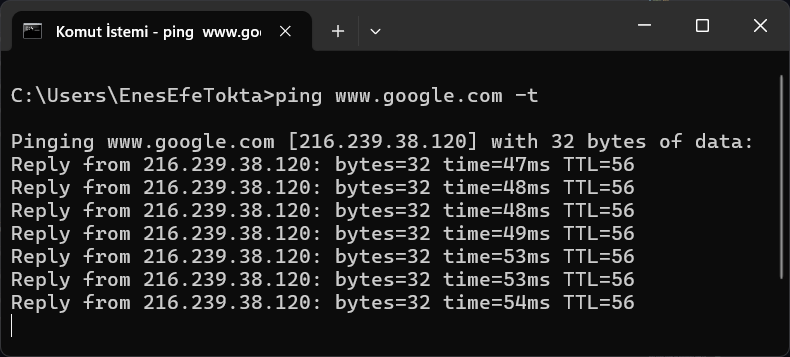 Komut İstemi - ping www.goo
C:\Users\EnesEfeTokta>ping www.google.com -t
Pinging www.google.com [216.239.38.120] with 32 bytes of data:
Reply from 216.239.38.120: bytes=32 time=47ms TTL=56
Reply from 216.239.38.120: bytes=32 time=48ms TTL=56
Reply from 216.239.38.120: bytes=32 time=48ms TTL=56
Reply from 216.239.38.120: bytes=32 time=49ms TTL=56
Reply from 216.239.38.120: bytes=32 time=53ms TTL=56
Reply from 216.239.38.120: bytes=32 time=53ms TTL=56
Reply from 216.239.38.120: bytes=32 time=54ms TTL=56